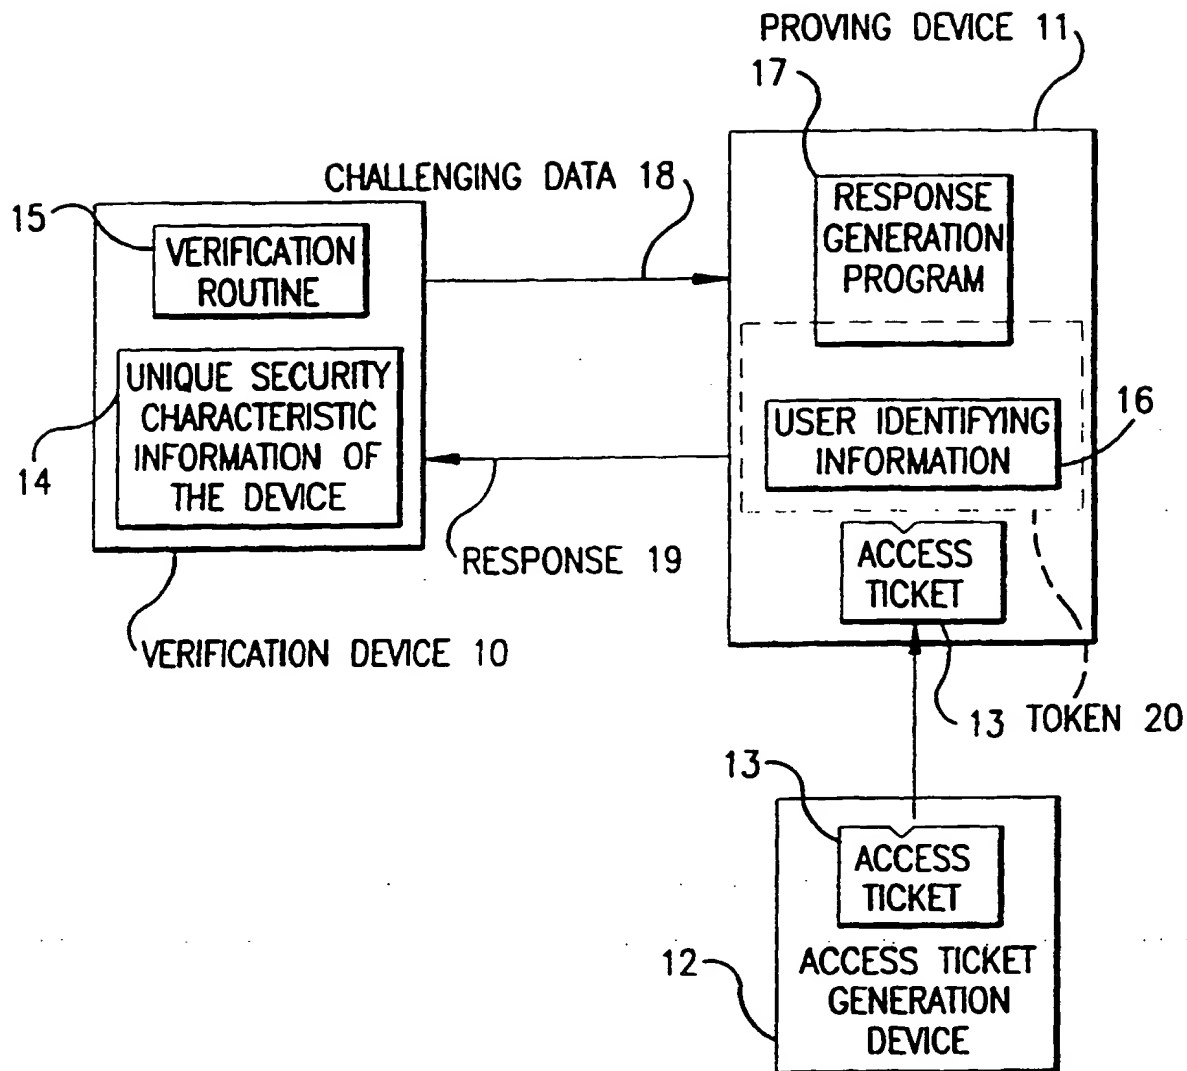 PROVING DEVICE 11
17
CHALLENGING DATA 18
15
VERIFICATION
ROUTINE
RESPONSE
GENERATION
PROGRAM
UNIQUE SECURITY
CHARACTERISTIC
INFORMATION OF
THE DEVICE
14
USER IDENTIFYING
INFORMATION
16
RESPONSE 19
ACCESS
TICKET
VERIFICATION DEVICE 10
13
TOKEN 20
13
ACCESS
TICKET
12
ACCESS TICKET
GENERATION
DEVICE